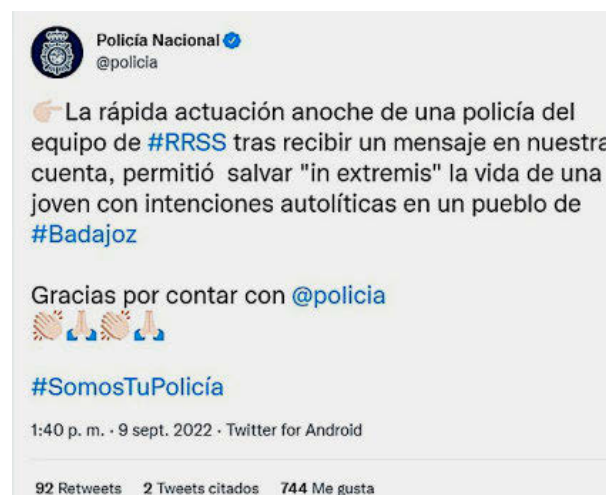 Policía Nacional
@policia
👉🏻La rápida actuación anoche de una policía del
equipo de #RRSS tras recibir un mensaje en nuestra
cuenta, permitió salvar "in extremis" la vida de una
joven con intenciones autolíticas en un pueblo de
#Badajoz
Gracias por contar con @policia
👏🏻🙏🏻👏🏻🙏🏻
#SomosTuPolicía
1:40 p. m. · 9 sept. 2022 · Twitter for Android
92 Retweets 2 Tweets citados 744 Me gusta